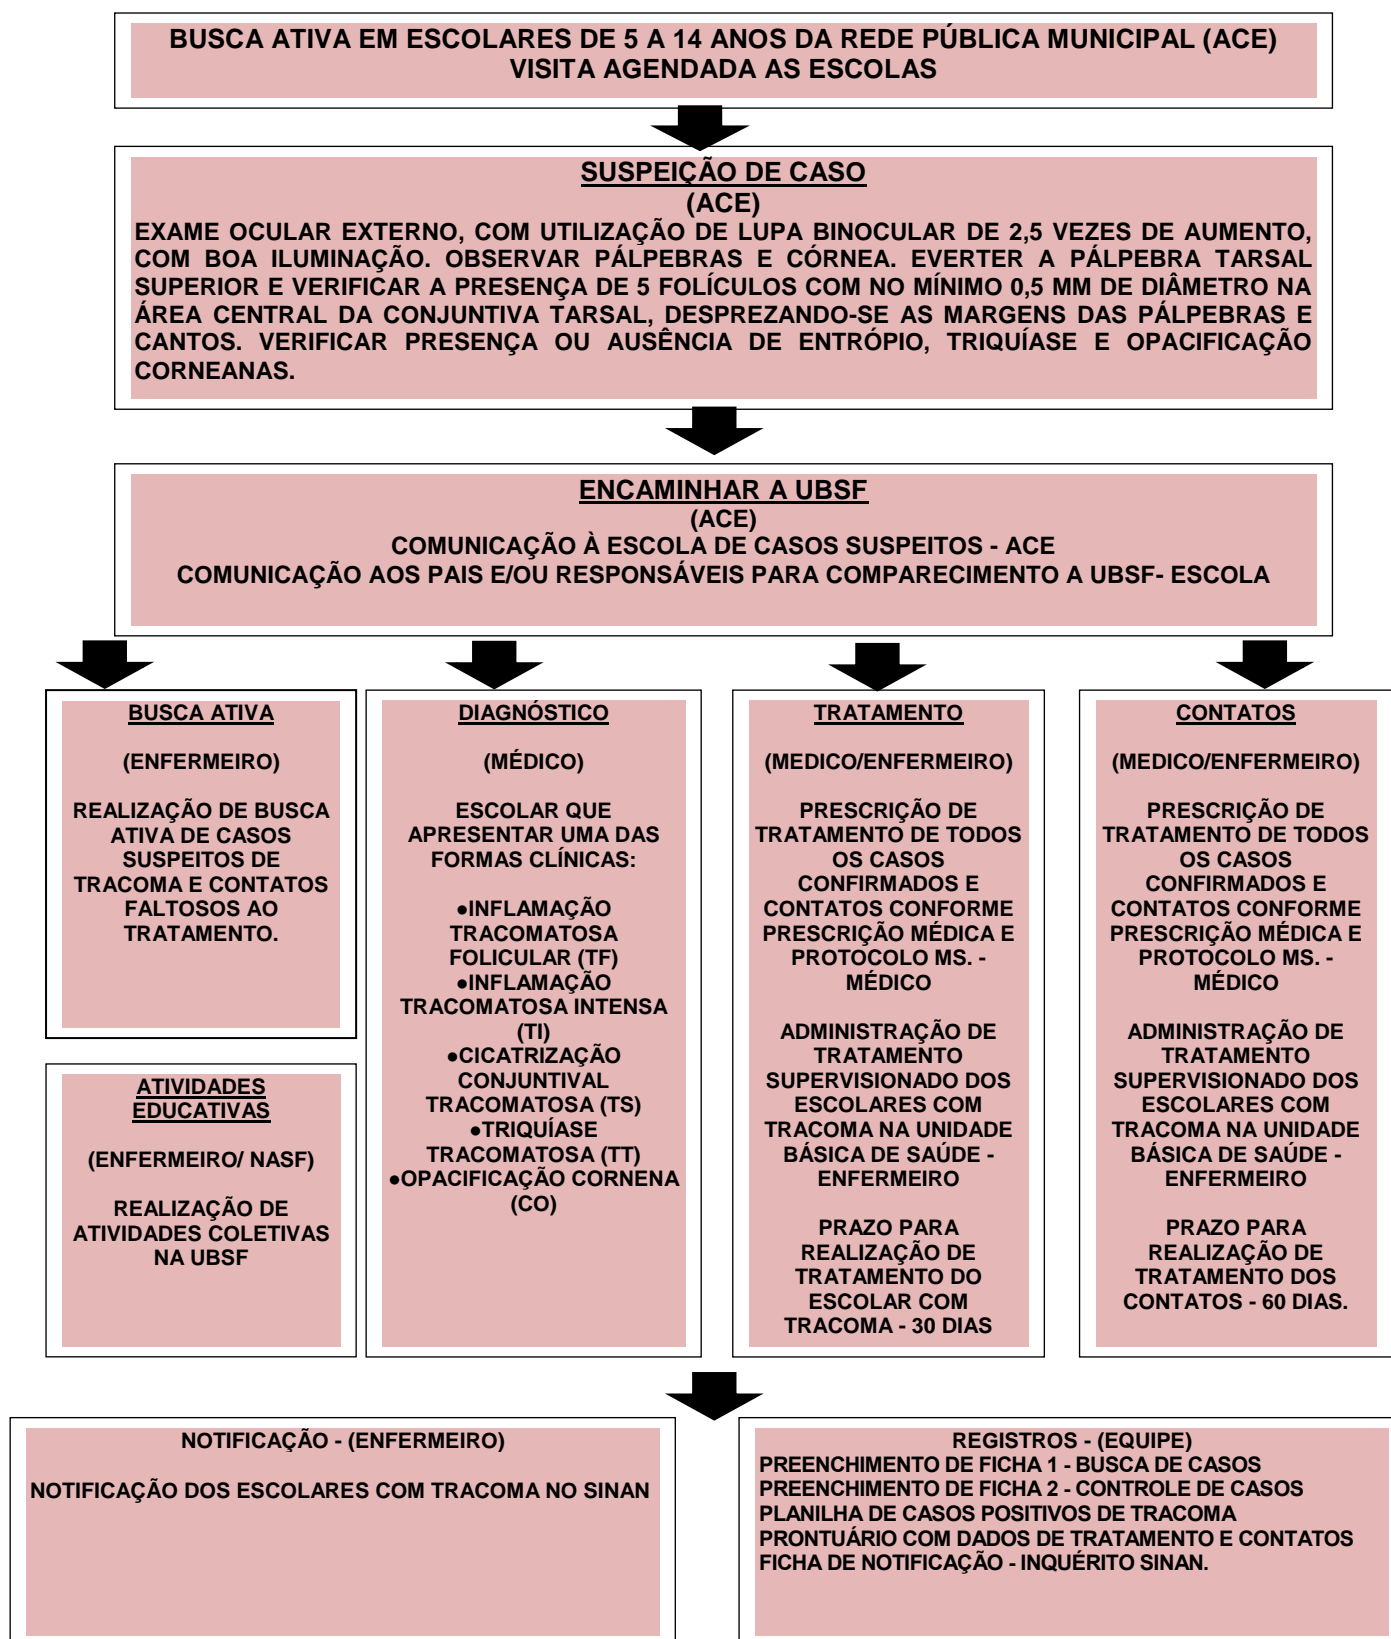 BUSCA ATIVA EM ESCOLARES DE 5 A 14 ANOS DA REDE PÚBLICA MUNICIPAL (ACE)
VISITA AGENDADA AS ESCOLAS
SUSPEIÇÃO DE CASO
(ACE)
EXAME OCULAR EXTERNO, COM UTILIZAÇÃO DE LUPA BINOCULAR DE 2,5 VEZES DE AUMENTO,
COM BOA ILUMINAÇÃO. OBSERVAR PÁLPEBRAS E CÓRNEA. EVERTER A PÁLPEBRA TARSAL
SUPERIOR E VERIFICAR A PRESENÇA DE 5 FOLÍCULOS COM NO MÍNIMO 0,5 MM DE DIÂMETRO NA
ÁREA CENTRAL DA CONJUNTIVA TARSAL, DESPREZANDO-SE AS MARGENS DAS PÁLPEBRAS E
CANTOS. VERIFICAR PRESENÇA OU AUSÊNCIA DE ENTRÓPIO, TRIQUÍASE E OPACIFICAÇÃO
CORNEANAS.
ENCAMINHAR A UBSF
(ACE)
COMUNICAÇÃO À ESCOLA DE CASOS SUSPEITOS - ACE
COMUNICAÇÃO AOS PAIS E/OU RESPONSÁVEIS PARA COMPARECIMENTO A UBSF- ESCOLA
BUSCA ATIVA
(ENFERMEIRO)
REALIZAÇÃO DE BUSCA
ATIVA DE CASOS
SUSPEITOS DE
TRACOMA E CONTATOS
FALTOSOS AO
TRATAMENTO.
ATIVIDADES
EDUCATIVAS
(ENFERMEIRO/ NASF)
REALIZAÇÃO DE
ATIVIDADES COLETIVAS
NA UBSF
DIAGNÓSTICO
(MÉDICO)
ESCOLAR QUE
APRESENTAR UMA DAS
FORMAS CLÍNICAS:
●INFLAMAÇÃO
TRACOMATOSA
FOLICULAR (TF)
●INFLAMAÇÃO
TRACOMATOSA INTENSA
(TI)
●CICATRIZAÇÃO
CONJUNTIVAL
TRACOMATOSA (TS)
●TRIQUÍASE
TRACOMATOSA (TT)
●OPACIFICAÇÃO CORNENA
(CO)
TRATAMENTO
(MEDICO/ENFERMEIRO)
PRESCRIÇÃO DE
TRATAMENTO DE TODOS
OS CASOS
CONFIRMADOS E
CONTATOS CONFORME
PRESCRIÇÃO MÉDICA E
PROTOCOLO MS. -
MÉDICO
ADMINISTRAÇÃO DE
TRATAMENTO
SUPERVISIONADO DOS
ESCOLARES COM
TRACOMA NA UNIDADE
BÁSICA DE SAÚDE -
ENFERMEIRO
PRAZO PARA
REALIZAÇÃO DE
TRATAMENTO DO
ESCOLAR COM
TRACOMA - 30 DIAS
CONTATOS
(MEDICO/ENFERMEIRO)
PRESCRIÇÃO DE
TRATAMENTO DE TODOS
OS CASOS
CONFIRMADOS E
CONTATOS CONFORME
PRESCRIÇÃO MÉDICA E
PROTOCOLO MS. -
MÉDICO
ADMINISTRAÇÃO DE
TRATAMENTO
SUPERVISIONADO DOS
ESCOLARES COM
TRACOMA NA UNIDADE
BÁSICA DE SAÚDE -
ENFERMEIRO
PRAZO PARA
REALIZAÇÃO DE
TRATAMENTO DOS
CONTATOS - 60 DIAS.
NOTIFICAÇÃO - (ENFERMEIRO)
NOTIFICAÇÃO DOS ESCOLARES COM TRACOMA NO SINAN
REGISTROS - (EQUIPE)
PREENCHIMENTO DE FICHA 1 - BUSCA DE CASOS
PREENCHIMENTO DE FICHA 2 - CONTROLE DE CASOS
PLANILHA DE CASOS POSITIVOS DE TRACOMA
PRONTUÁRIO COM DADOS DE TRATAMENTO E CONTATOS
FICHA DE NOTIFICAÇÃO - INQUÉRITO SINAN.